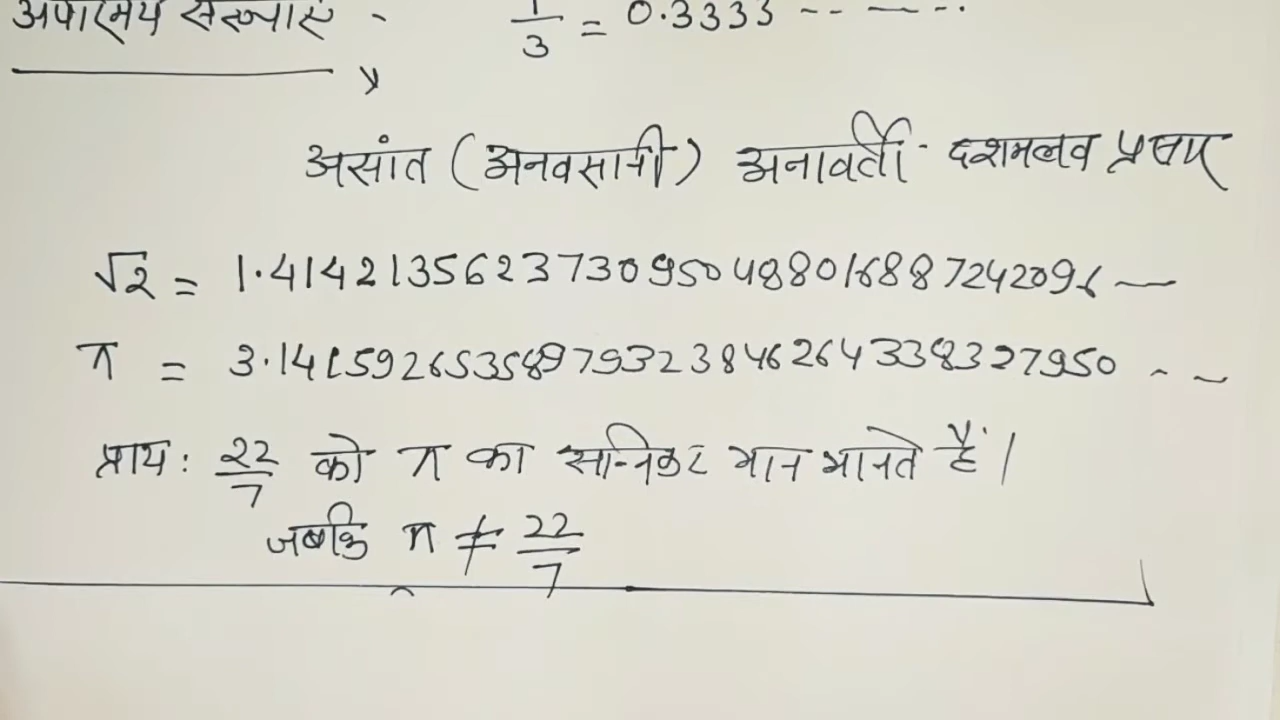 अपरिमेय संख्याएं - 1/3 = 0.3333 -- — --
असांत (अनवसानी) अनावर्ती - दशमलव प्रसार
√2 = 1.4142135623730950488016887242096 —
π = 3.14159265358979323846264338327950 - -
प्रायः 22/7 को π का सन्निकट मान मानते हैं।
जबकि π ≠ 22/7